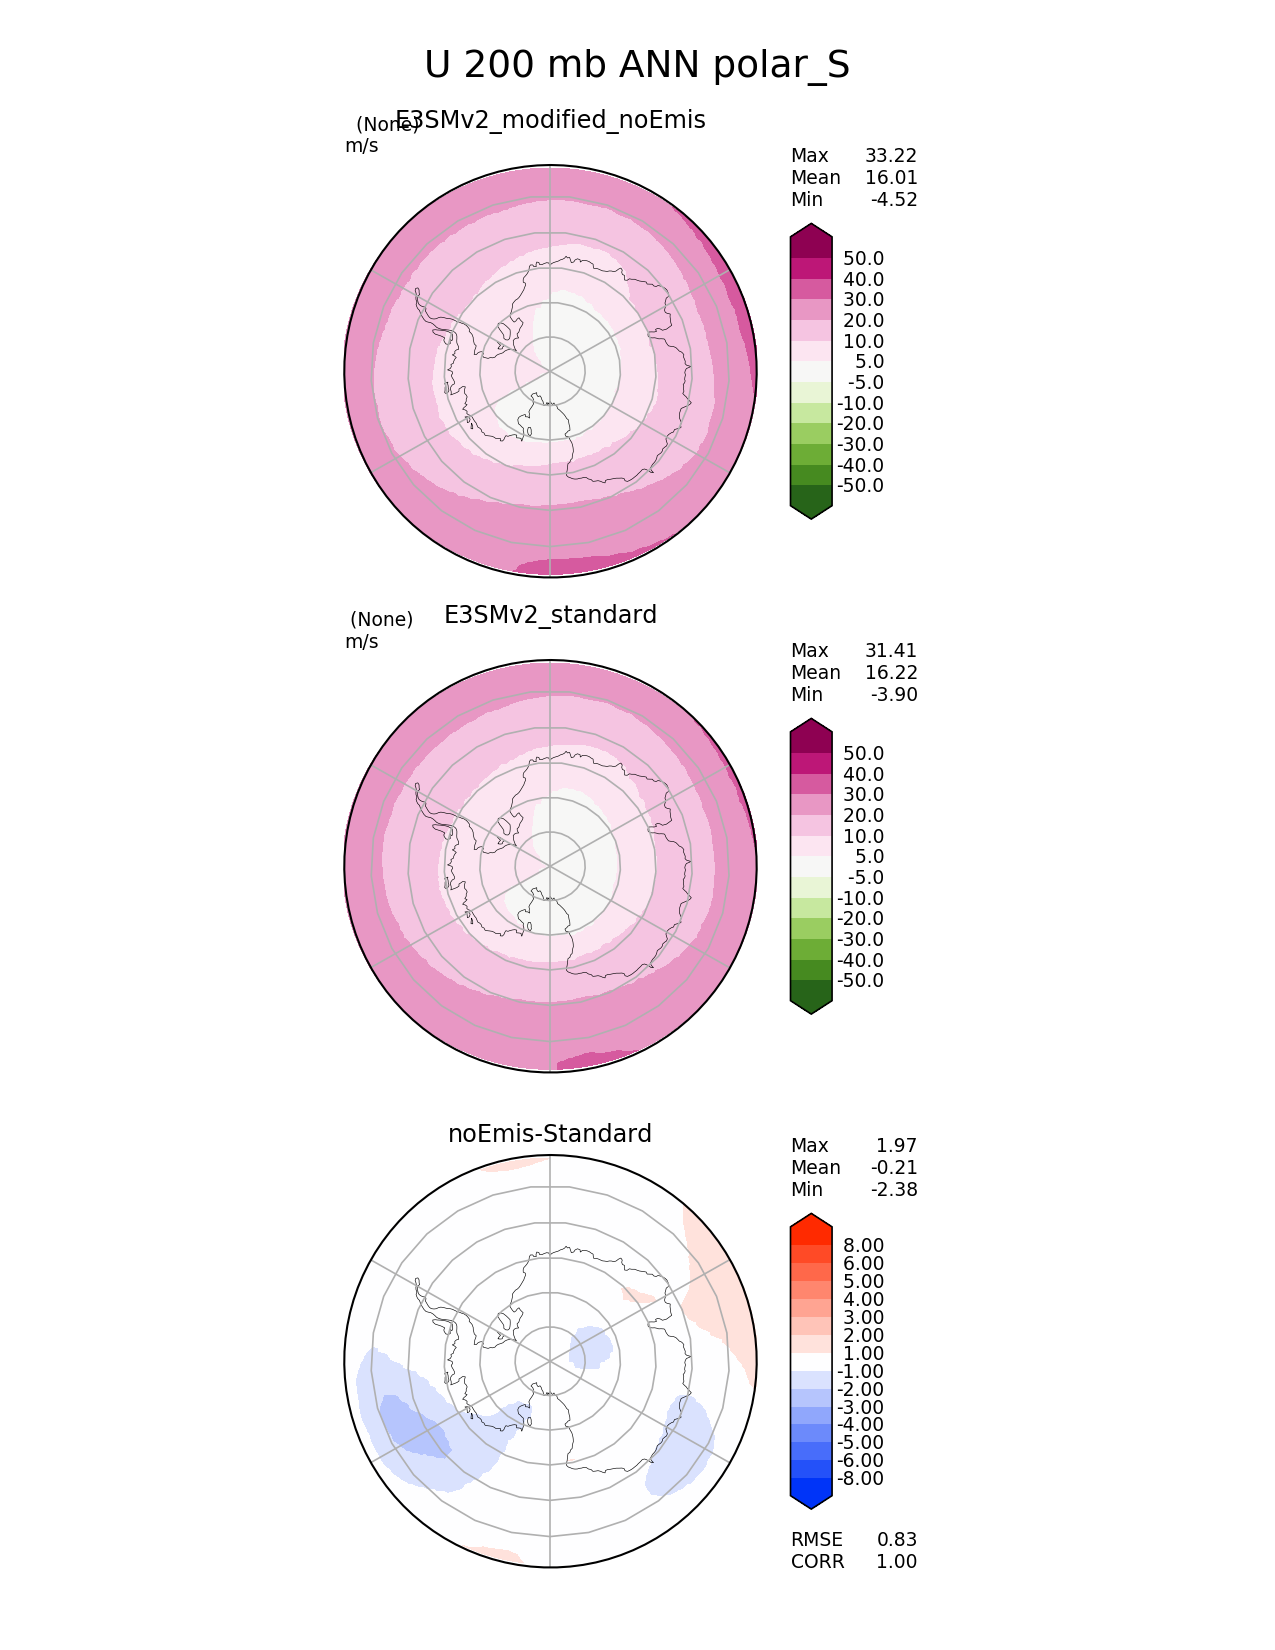 U 200 mb ANN polar_S
E3SMv2_modified_noEmis
(None)
m/s
Max 33.22
Mean 16.01
Min -4.52
50.0
40.0
30.0
20.0
10.0
5.0
-5.0
-10.0
-20.0
-30.0
-40.0
-50.0
E3SMv2_standard
(None)
m/s
Max 31.41
Mean 16.22
Min -3.90
50.0
40.0
30.0
20.0
10.0
5.0
-5.0
-10.0
-20.0
-30.0
-40.0
-50.0
noEmis-Standard
Max 1.97
Mean -0.21
Min -2.38
8.00
6.00
5.00
4.00
3.00
2.00
1.00
-1.00
-2.00
-3.00
-4.00
-5.00
-6.00
-8.00
RMSE 0.83
CORR 1.00